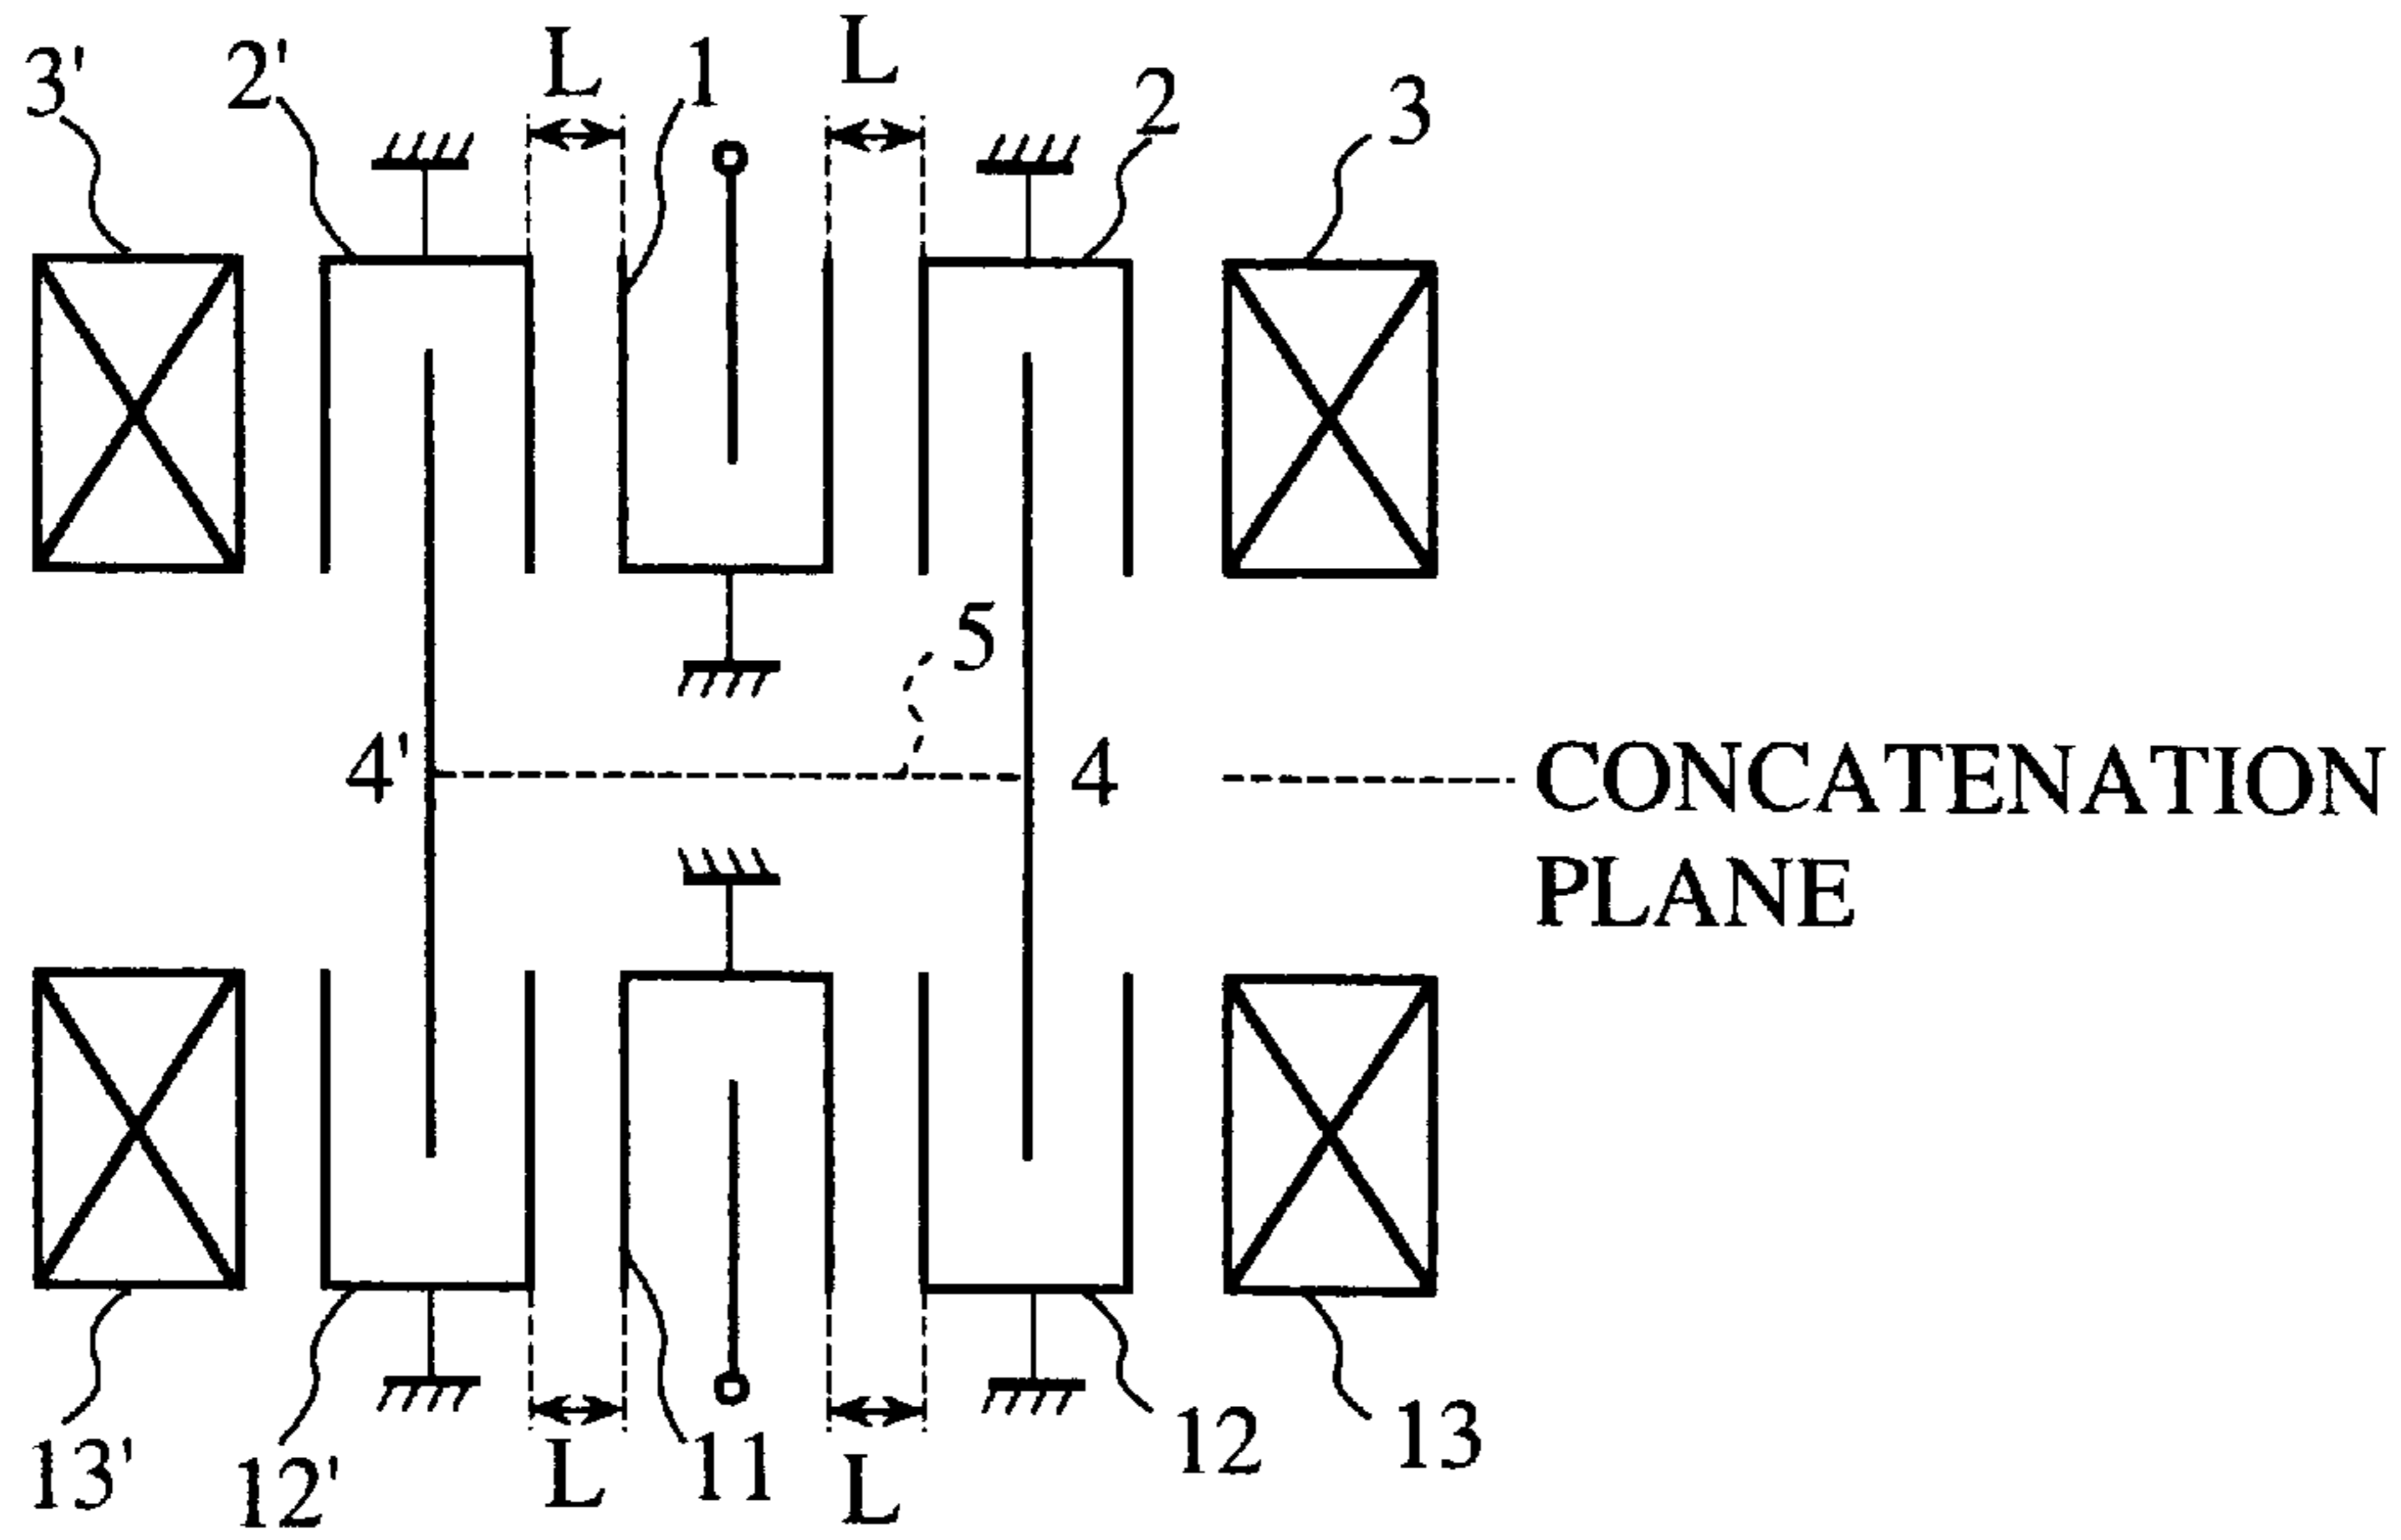 3' 2' L 1 L 2 3
5
4' 4 CONCATENATION
PLANE
13' 12' L 11 L 12 13